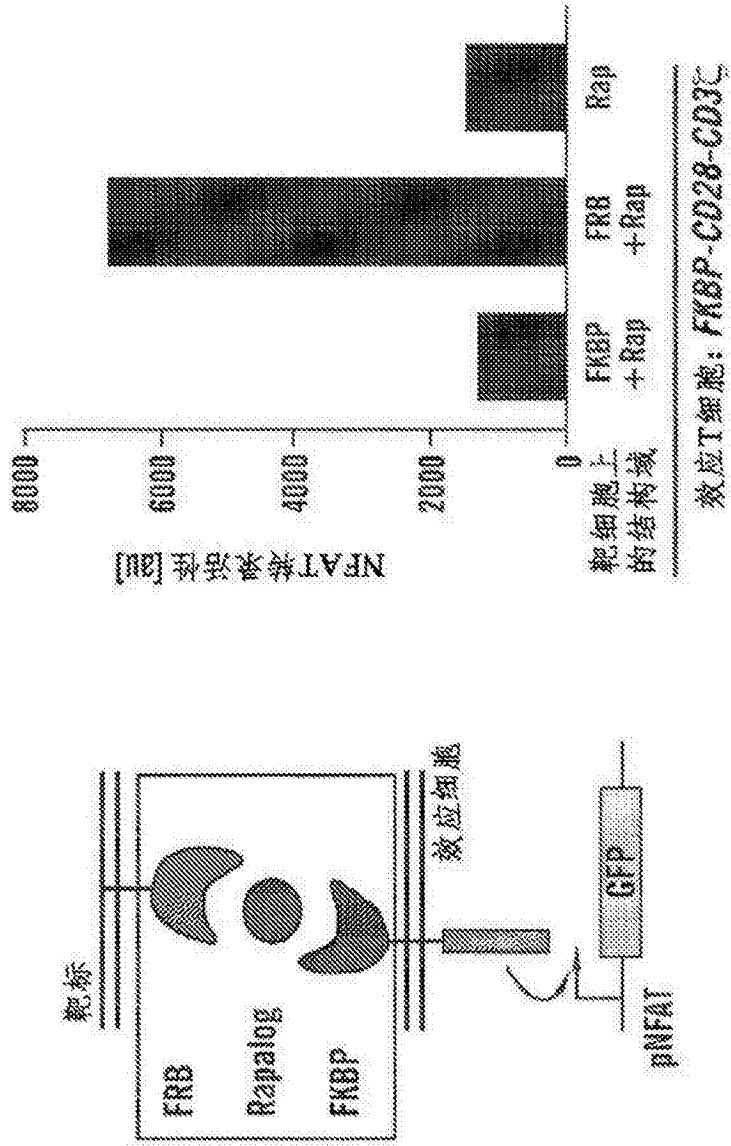 靶标
FRB
Rapalog
FKBP
效应细胞
pNFAT
GFP
NFAT转录活性[au]
8000
6000
4000
2000
0
靶细胞上
的结构域
FKBP
+Rap
FRB
+Rap
Rap
效应T细胞: FKBP-CD28-CD3ζ